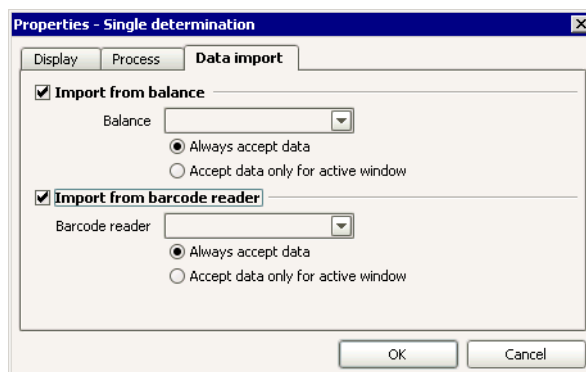 Properties - Single determination
Display Process Data import
Import from balance
Balance
Always accept data
Accept data only for active window
Import from barcode reader
Barcode reader
Always accept data
Accept data only for active window
OK Cancel